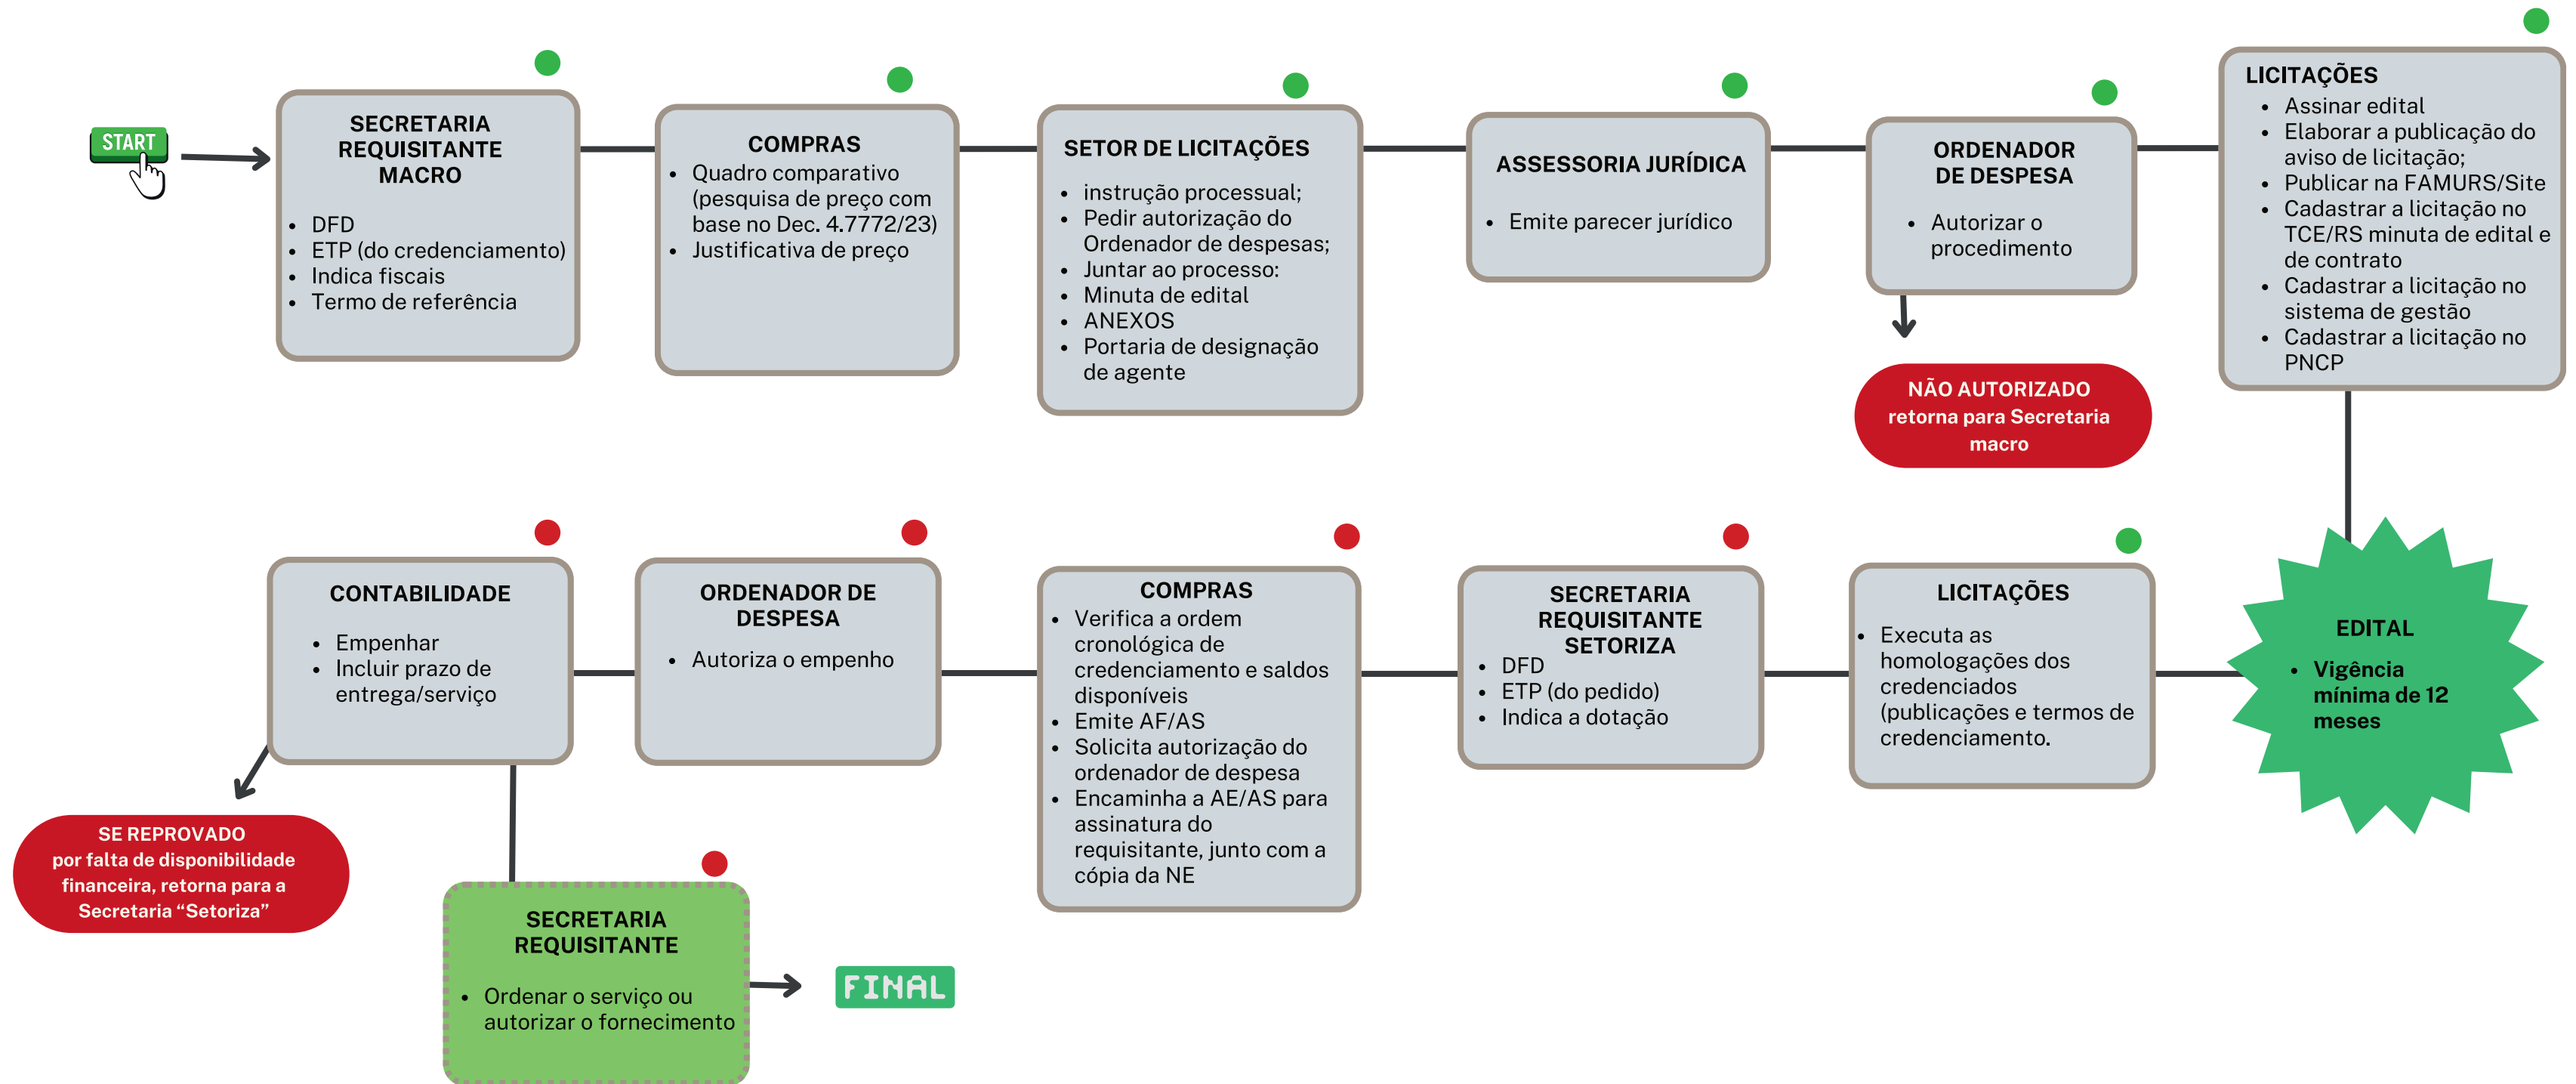 START
SECRETARIA
REQUISITANTE
MACRO
• DFD
• ETP (do credenciamento)
• Indica fiscais
• Termo de referência
COMPRAS
• Quadro comparativo
(pesquisa de preço com
base no Dec. 4.7772/23)
• Justificativa de preço
SETOR DE LICITAÇÕES
• instrução processual;
• Pedir autorização do
Ordenador de despesas;
• Juntar ao processo:
• Minuta de edital
• ANEXOS
• Portaria de designação
de agente
ASSESSORIA JURÍDICA
• Emite parecer jurídico
ORDENADOR
DE DESPESA
• Autorizar o
procedimento
NÃO AUTORIZADO
retorna para Secretaria
macro
LICITAÇÕES
• Assinar edital
• Elaborar a publicação do
aviso de licitação;
• Publicar na FAMURS/Site
• Cadastrar a licitação no
TCE/RS minuta de edital e
de contrato
• Cadastrar a licitação no
sistema de gestão
• Cadastrar a licitação no
PNCP
EDITAL
• Vigência
mínima de 12
meses
LICITAÇÕES
• Executa as
homologações dos
credenciados
(publicações e termos de
credenciamento.
SECRETARIA
REQUISITANTE
SETORIZA
• DFD
• ETP (do pedido)
• Indica a dotação
COMPRAS
• Verifica a ordem
cronológica de
credenciamento e saldos
disponíveis
• Emite AF/AS
• Solicita autorização do
ordenador de despesa
• Encaminha a AE/AS para
assinatura do
requisitante, junto com a
cópia da NE
ORDENADOR DE
DESPESA
• Autoriza o empenho
CONTABILIDADE
• Empenhar
• Incluir prazo de
entrega/serviço
SE REPROVADO
por falta de disponibilidade
financeira, retorna para a
Secretaria “Setoriza”
SECRETARIA
REQUISITANTE
• Ordenar o serviço ou
autorizar o fornecimento
FINAL